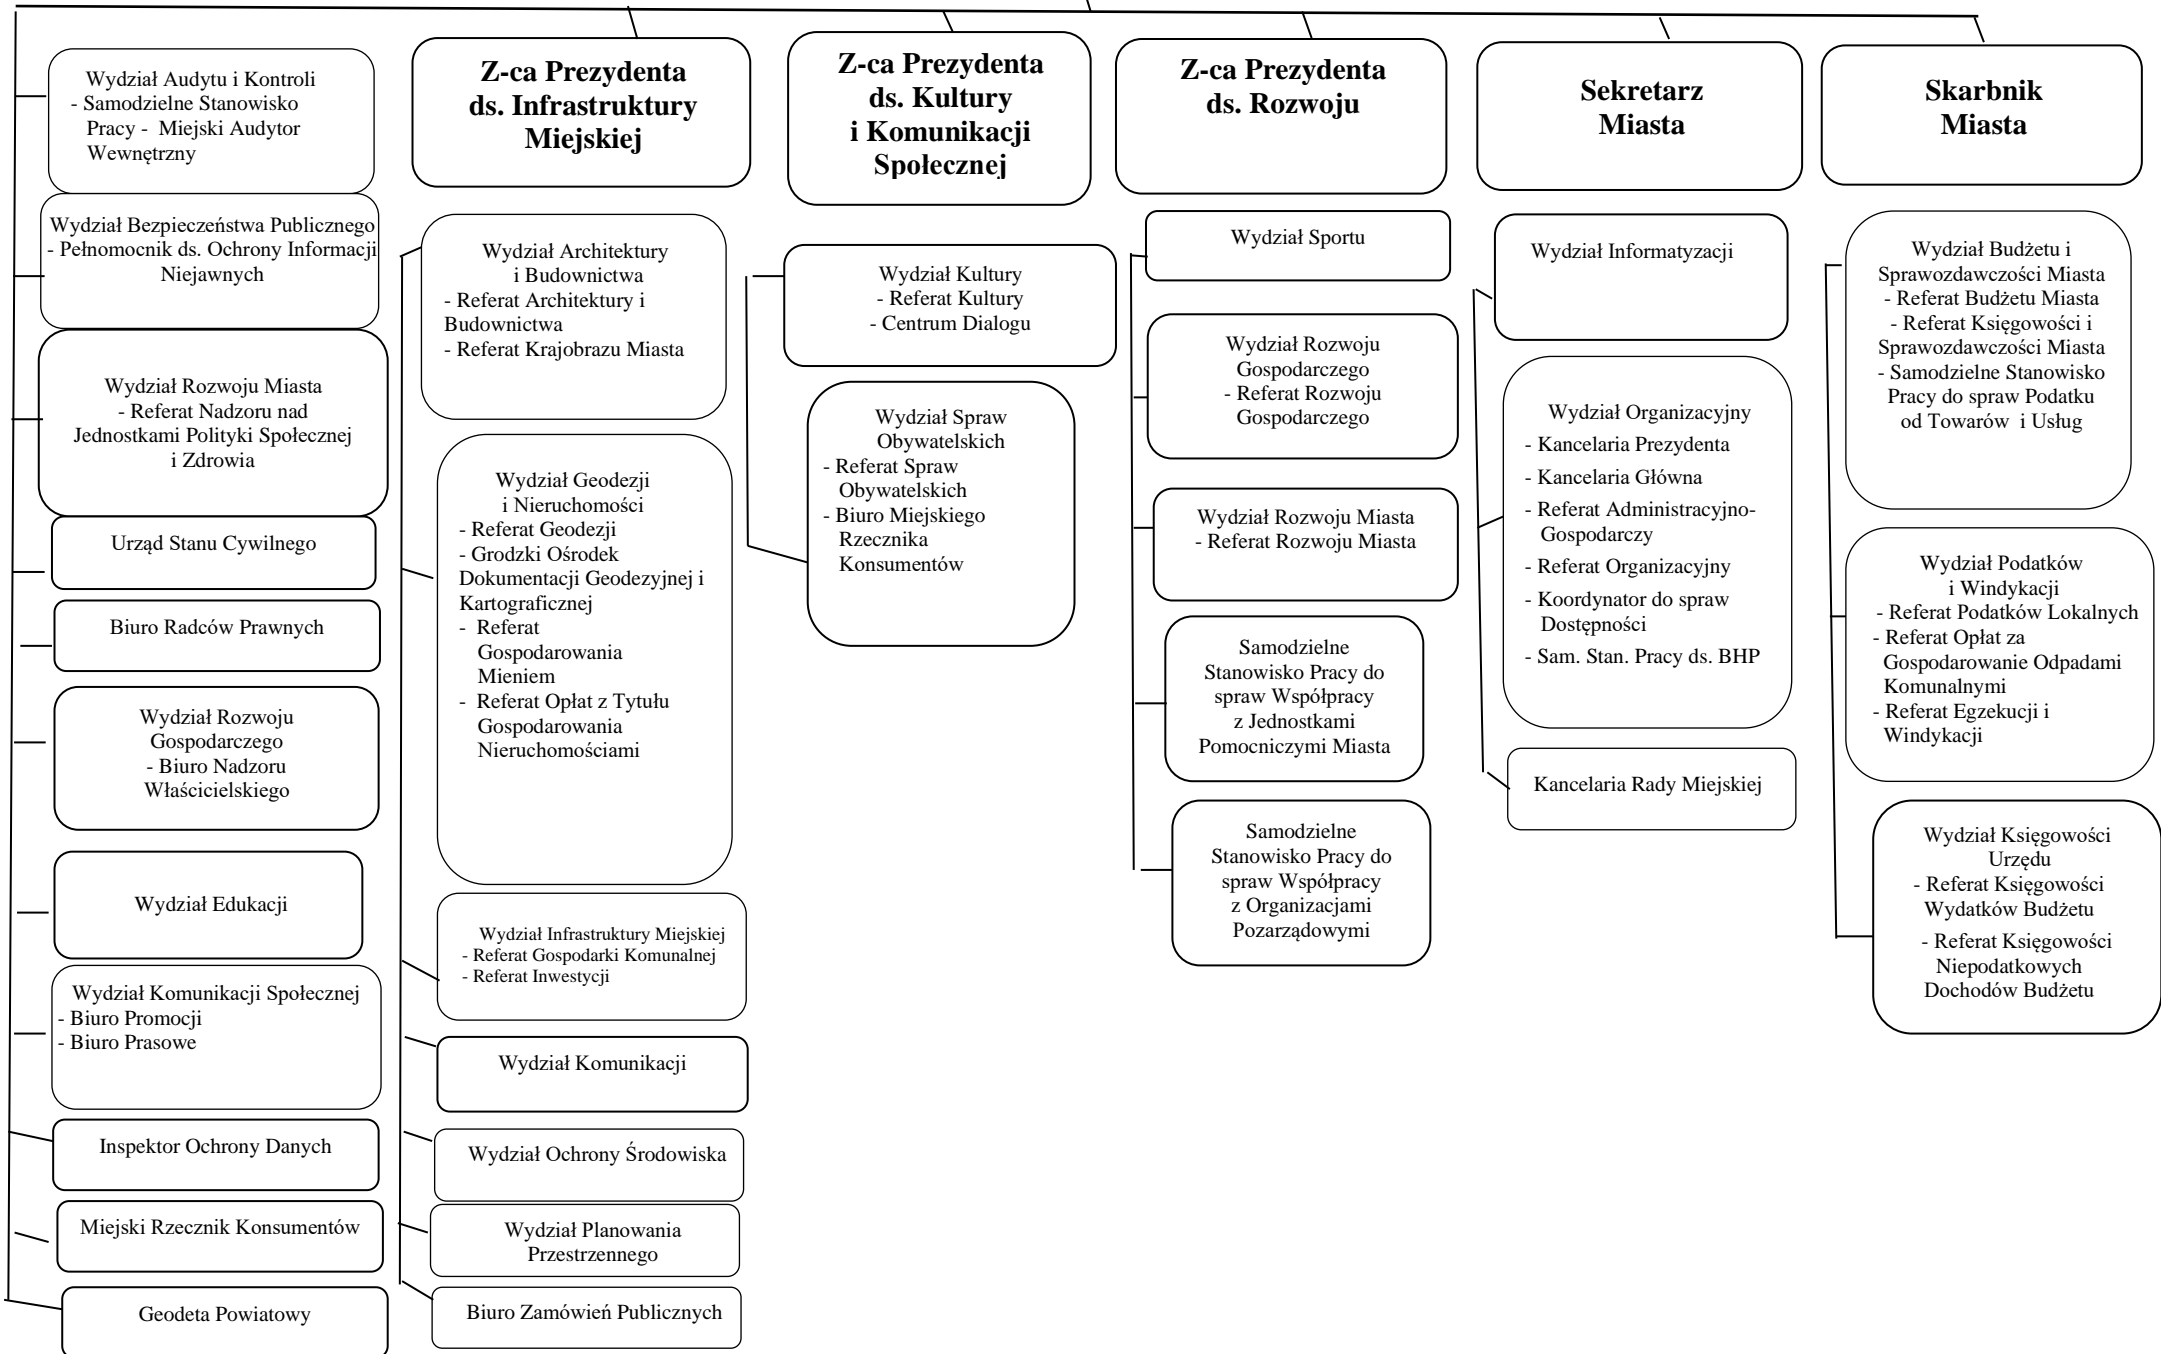 Wydział Audytu i Kontroli
- Samodzielne Stanowisko
Pracy - Miejski Audytor
Wewnętrzny
Wydział Bezpieczeństwa Publicznego
- Pełnomocnik ds. Ochrony Informacji
Niejawnych
Wydział Rozwoju Miasta
- Referat Nadzoru nad
Jednostkami Polityki Społecznej
i Zdrowia
Urząd Stanu Cywilnego
Biuro Radców Prawnych
Wydział Rozwoju
Gospodarczego
- Biuro Nadzoru
Właścicielskiego
Wydział Edukacji
Wydział Komunikacji Społecznej
- Biuro Promocji
- Biuro Prasowe
Inspektor Ochrony Danych
Miejski Rzecznik Konsumentów
Geodeta Powiatowy
Z-ca Prezydenta
ds. Infrastruktury
Miejskiej
Wydział Architektury
i Budownictwa
- Referat Architektury i
Budownictwa
- Referat Krajobrazu Miasta
Wydział Geodezji
i Nieruchomości
- Referat Geodezji
- Grodzki Ośrodek
Dokumentacji Geodezyjnej i
Kartograficznej
- Referat
Gospodarowania
Mieniem
- Referat Opłat z Tytułu
Gospodarowania
Nieruchomościami
Wydział Infrastruktury Miejskiej
- Referat Gospodarki Komunalnej
- Referat Inwestycji
Wydział Komunikacji
Wydział Ochrony Środowiska
Wydział Planowania
Przestrzennego
Biuro Zamówień Publicznych
Z-ca Prezydenta
ds. Kultury
i Komunikacji
Społecznej
Wydział Kultury
- Referat Kultury
- Centrum Dialogu
Wydział Spraw
Obywatelskich
- Referat Spraw
Obywatelskich
- Biuro Miejskiego
Rzecznika
Konsumentów
Z-ca Prezydenta
ds. Rozwoju
Wydział Sportu
Wydział Rozwoju
Gospodarczego
- Referat Rozwoju
Gospodarczego
Wydział Rozwoju Miasta
- Referat Rozwoju Miasta
Samodzielne
Stanowisko Pracy do
spraw Współpracy
z Jednostkami
Pomocniczymi Miasta
Samodzielne
Stanowisko Pracy do
spraw Współpracy
z Organizacjami
Pozarządowymi
Sekretarz
Miasta
Wydział Informatyzacji
Wydział Organizacyjny
- Kancelaria Prezydenta
- Kancelaria Główna
- Referat Administracyjno-
Gospodarczy
- Referat Organizacyjny
- Koordynator do spraw
Dostępności
- Sam. Stan. Pracy ds. BHP
Kancelaria Rady Miejskiej
Skarbnik
Miasta
Wydział Budżetu i
Sprawozdawczości Miasta
- Referat Budżetu Miasta
- Referat Księgowości i
Sprawozdawczości Miasta
- Samodzielne Stanowisko
Pracy do spraw Podatku
od Towarów i Usług
Wydział Podatków
i Windykacji
- Referat Podatków Lokalnych
- Referat Opłat za
Gospodarowanie Odpadami
Komunalnymi
- Referat Egzekucji i
Windykacji
Wydział Księgowości
Urzędu
- Referat Księgowości
Wydatków Budżetu
- Referat Księgowości
Niepodatkowych
Dochodów Budżetu